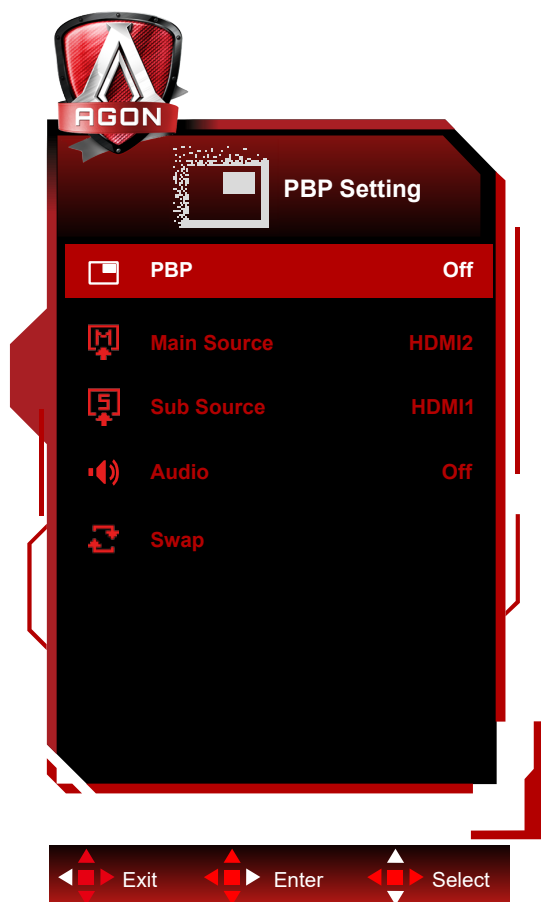 AGON
PBP Setting
PBP Off
Main Source HDMI2
Sub Source HDMI1
Audio Off
Swap
Exit Enter Select